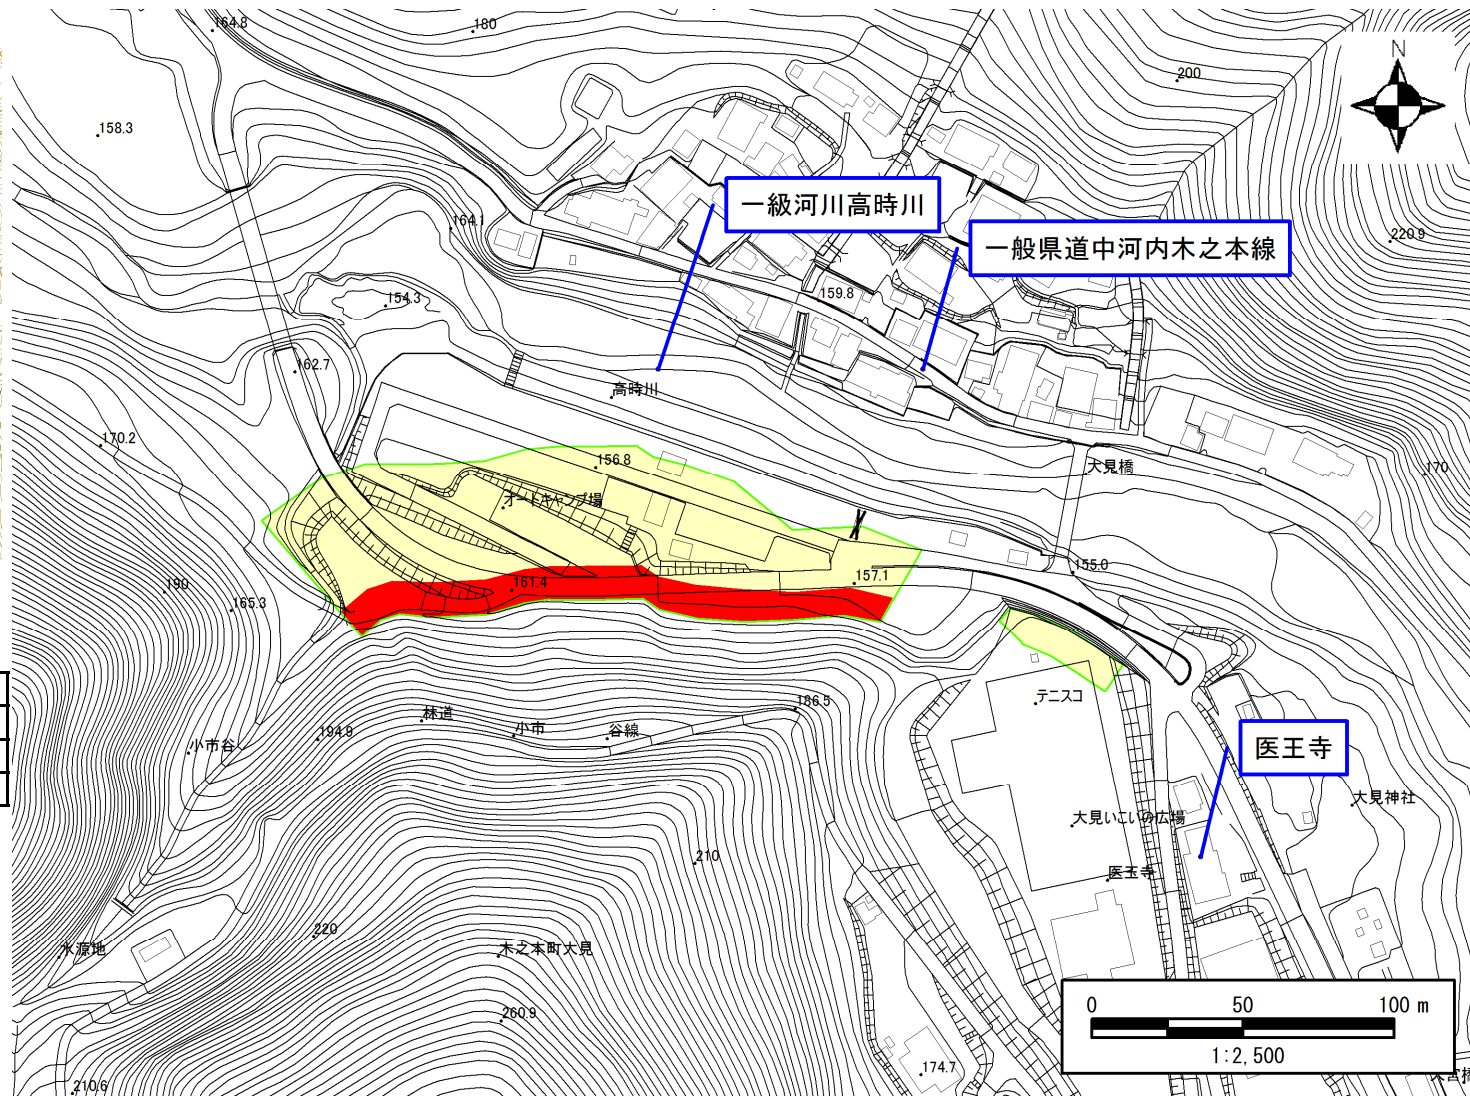 164.8
180
N
200
158.3
一級河川高時川
164.1
一般県道中河内木之本線
220.9
154.3
159.8
162.7
高時川
170.2
156.8
大見橋
170
オートキャンプ場
190
161.4
157.1
155.0
165.3
テニスコ
186.5
林道
小市
谷線
194.9
小市谷
医王寺
大見神社
大見いこいの広場
210
医王寺
220
水源地
木之本町大見
260.9
0 50 100 m
1:2,500
174.7
210.6